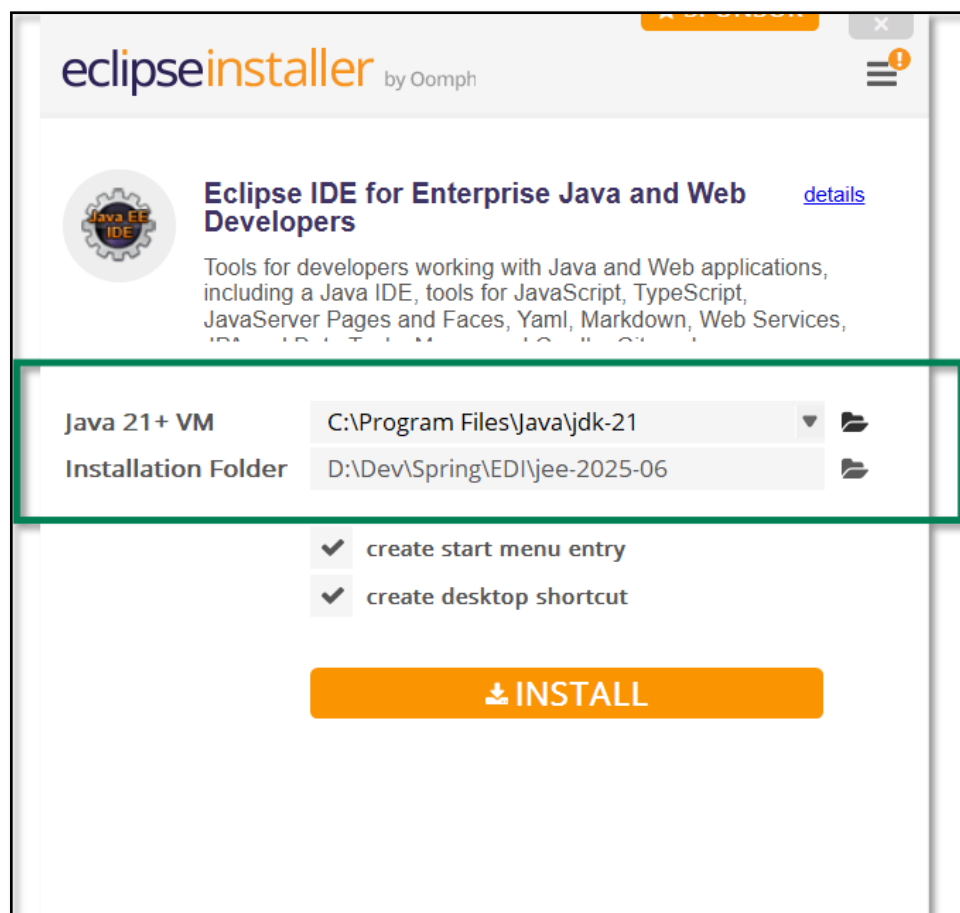 SPONSOR
eclipseinstaller by Oomph
Java EE
IDE
Eclipse IDE for Enterprise Java and Web
details
Developers
Tools for developers working with Java and Web applications,
including a Java IDE, tools for JavaScript, TypeScript,
JavaServer Pages and Faces, Yaml, Markdown, Web Services,
Java 21+ VM
C:\Program Files\Java\jdk-21
Installation Folder
D:\Dev\Spring\EDI\jee-2025-06
create start menu entry
create desktop shortcut
INSTALL